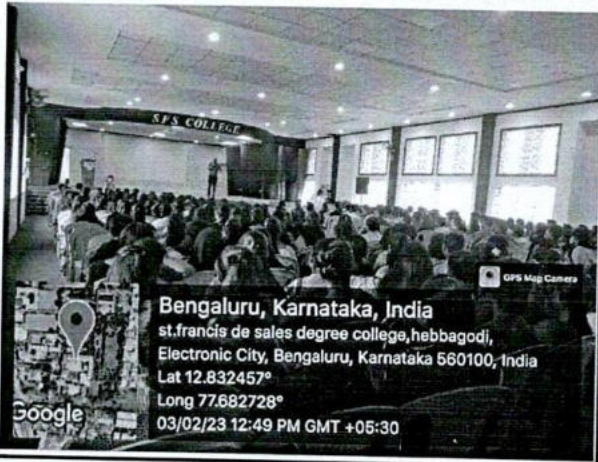 SFS COLLEGE
GPS Map Camera
Bengaluru, Karnataka, India
st.francis de sales degree college,hebbagodi,
Electronic City, Bengaluru, Karnataka 560100, India
Lat 12.832457°
Long 77.682728°
03/02/23 12:49 PM GMT +05:30
Google